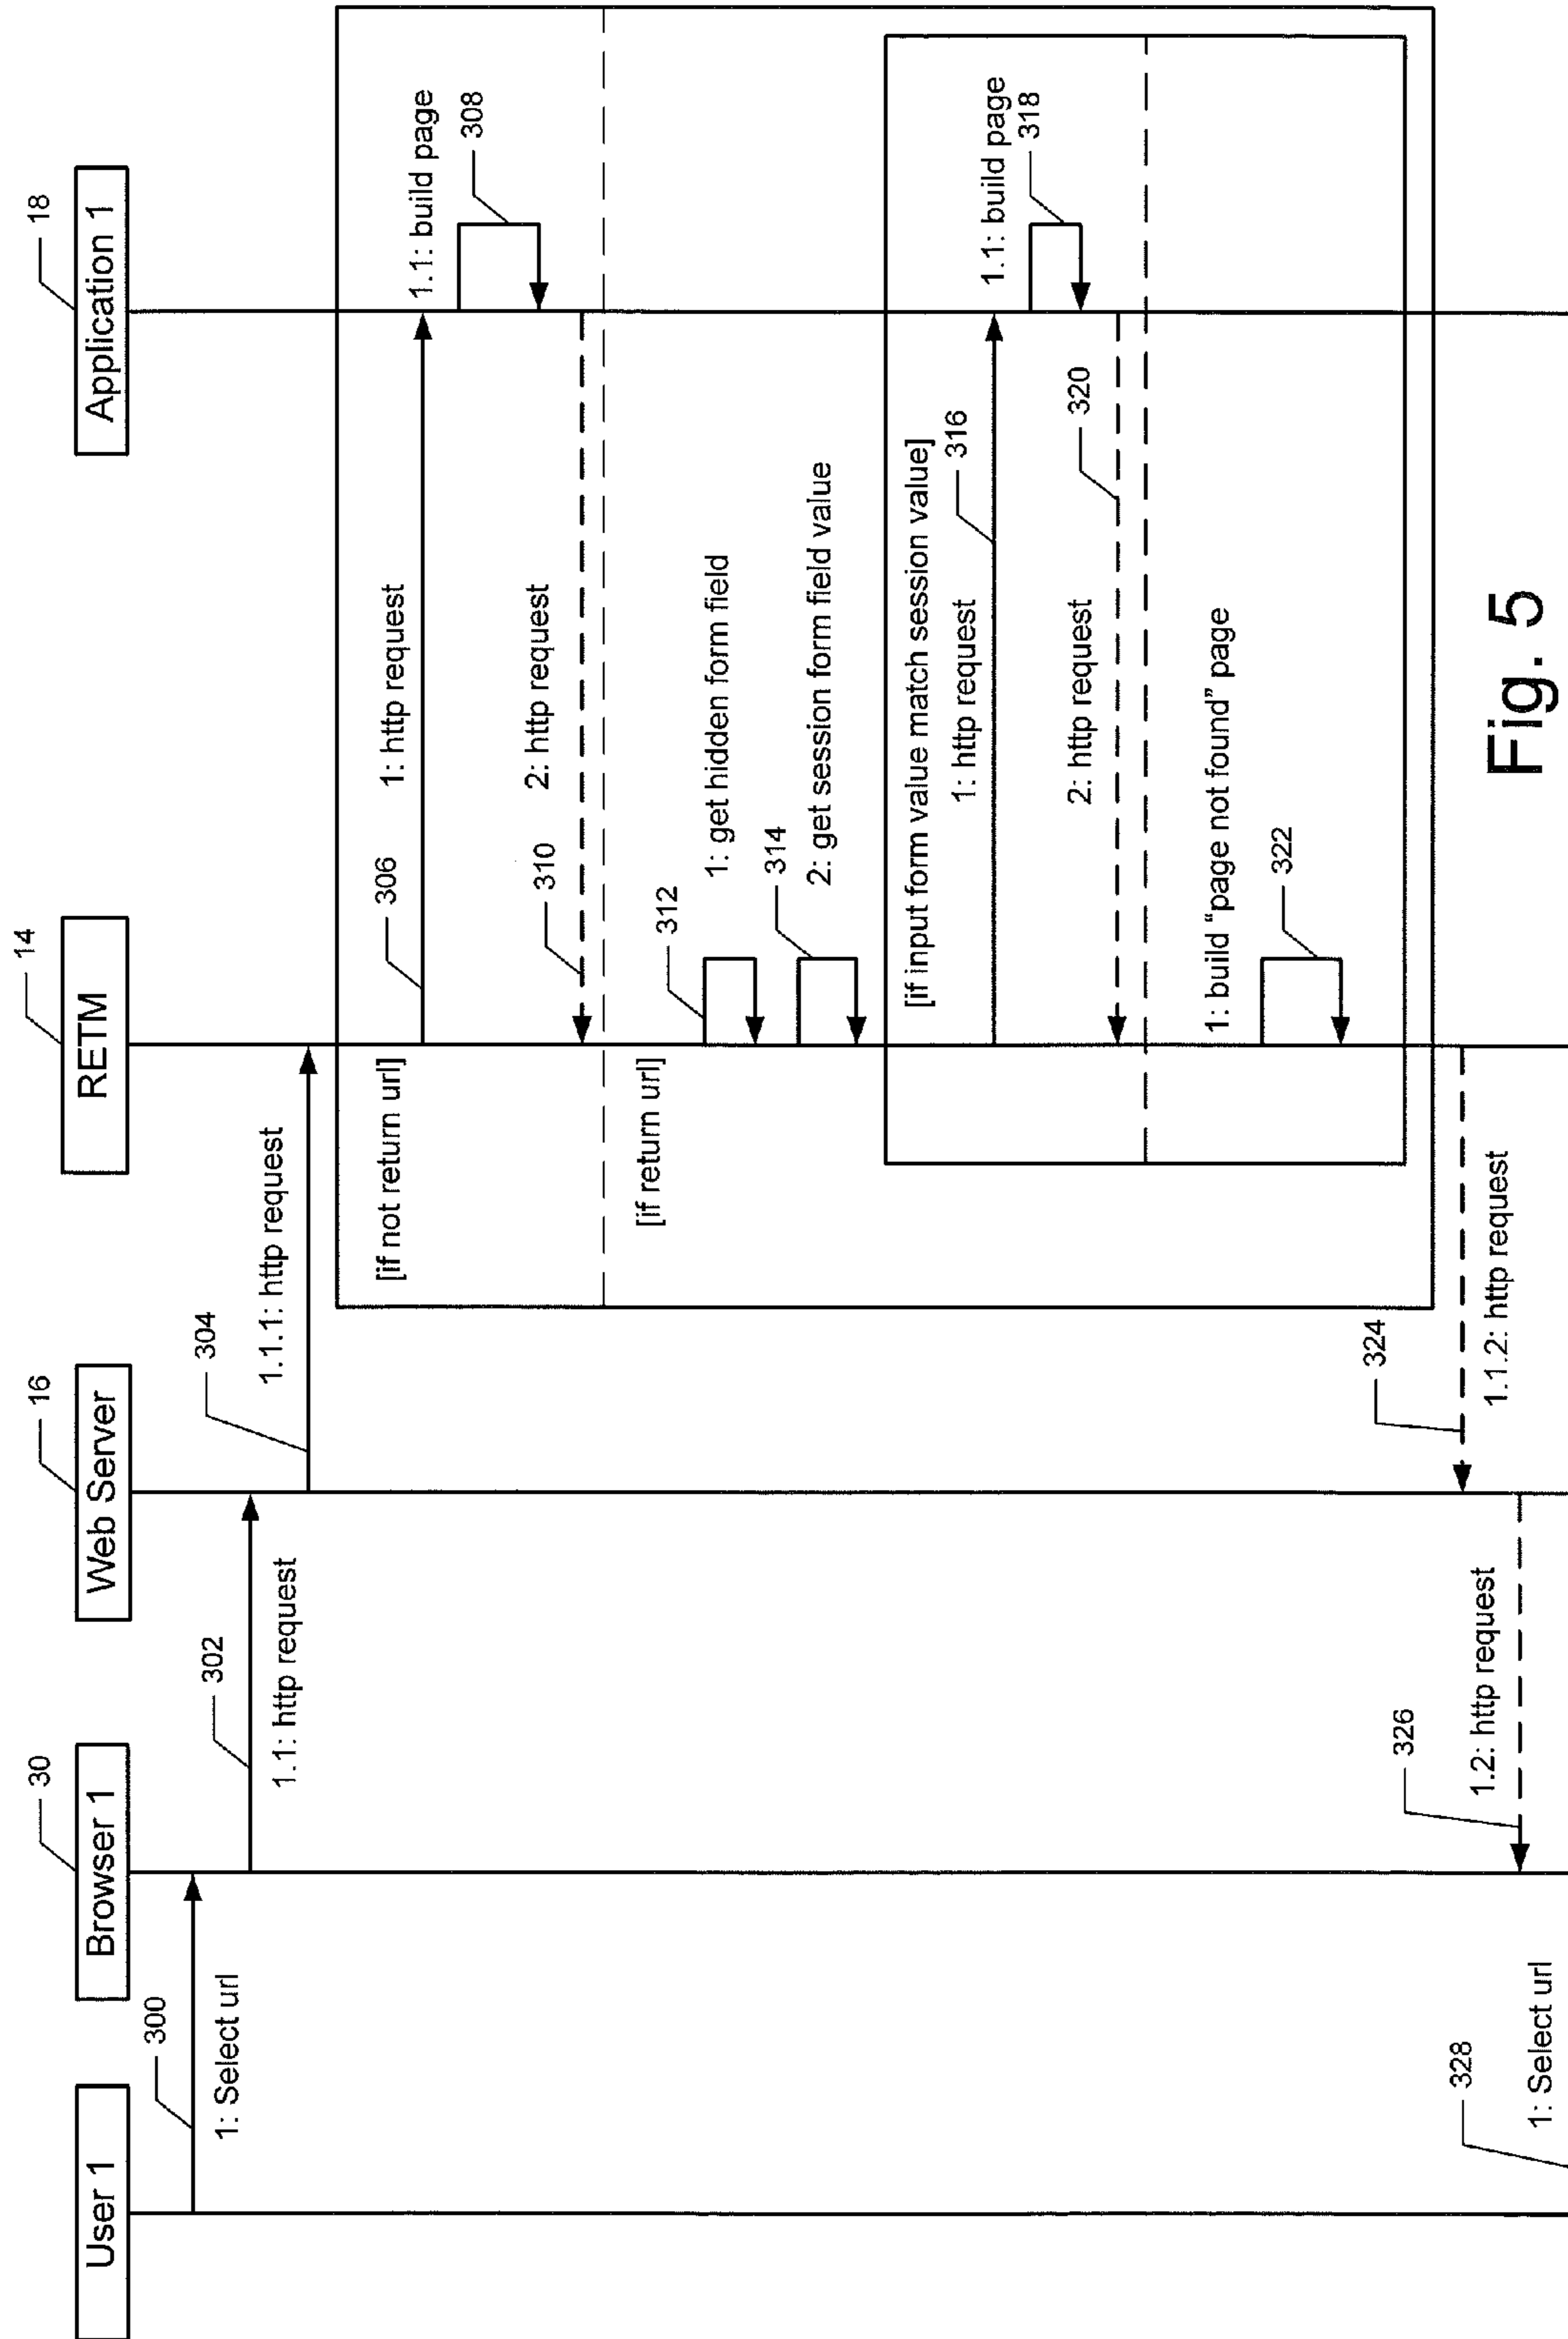 User 1
Browser 1
30
Web Server
16
RETM
14
Application 1
18
300
1: Select url
302
1.1: http request
304
1.1.1: http request
[if not return url]
306
1: http request
1.1: build page
308
310
2: http request
[if return url]
312
1: get hidden form field
314
2: get session form field value
[if input form value match session value]
1: http request
316
1.1: build page
318
2: http request
320
1: build "page not found" page
322
324
1.1.2: http request
326
1.2: http request
328
1: Select url
Fig. 5